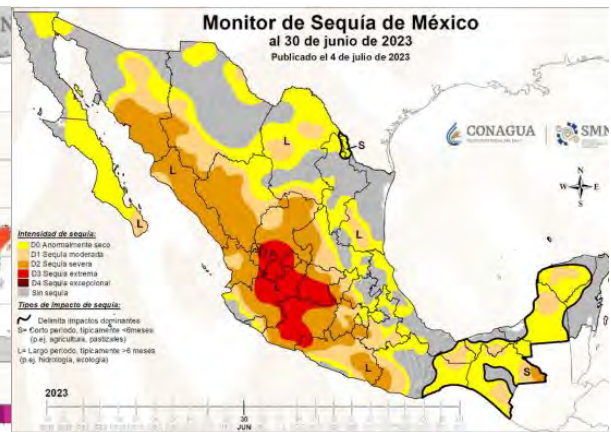 Monitor de Sequía de México
al 30 de junio de 2023
Publicado el 4 de julio de 2023
CONAGUA
SMN
N
W
E
S
L
S
L
L
L
L
S
Intensidad de sequía:
D0 Anormalmente seco
D1 Sequía moderada
D2 Sequía severa
D3 Sequía extrema
D4 Sequía excepcional
Sin sequía
Tipos de impacto de sequía:
Delimita impactos dominantes
S= Corto periodo, típicamente <6meses
(p.ej. agricultura, pastizales)
L= Largo periodo, típicamente >6 meses
(p.ej. hidrología, ecología)
2023
30
JUN